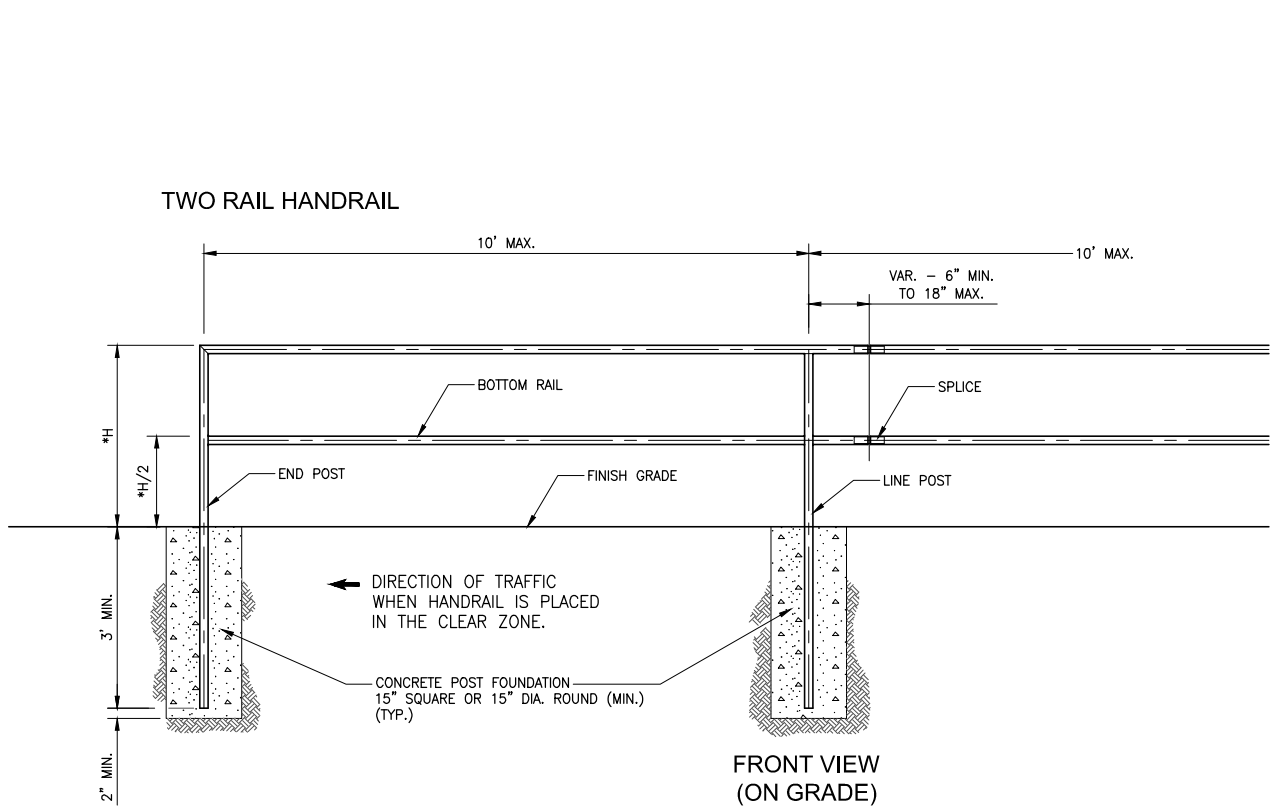 TWO RAIL HANDRAIL
10' MAX.
10' MAX.
VAR. – 6" MIN.
TO 18" MAX.
BOTTOM RAIL
SPLICE
*H
*H/2
END POST
FINISH GRADE
LINE POST
DIRECTION OF TRAFFIC
WHEN HANDRAIL IS PLACED
IN THE CLEAR ZONE.
3' MIN.
CONCRETE POST FOUNDATION
15" SQUARE OR 15" DIA. ROUND (MIN.)
(TYP.)
2" MIN.
FRONT VIEW
(ON GRADE)